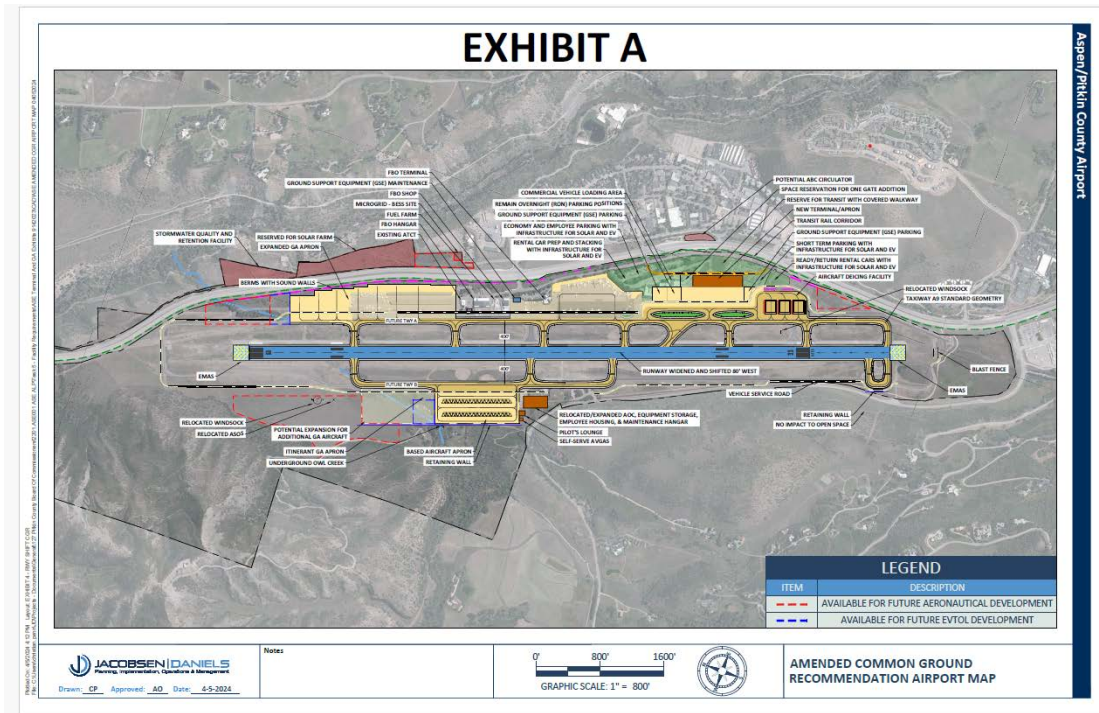 EXHIBIT A
Aspen/Pitkin County Airport
FBO TERMINAL
GROUND SUPPORT EQUIPMENT (GSE) MAINTENANCE
FBO SHOP
MICROGRID - BESS SITE
FUEL FARM
FBO HANGAR
EXISTING ATCT
STORMWATER QUALITY AND
RETENTION FACILITY
RESERVED FOR SOLAR FARM
EXPANDED GA APRON
BERMS WITH SOUND WALLS
COMMERCIAL VEHICLE LOADING AREA
REMAIN OVERNIGHT (RON) PARKING POSITIONS
GROUND SUPPORT EQUIPMENT (GSE) PARKING
ECONOMY AND EMPLOYEE PARKING WITH
INFRASTRUCTURE FOR SOLAR AND EV
RENTAL CAR PREP AND STACKING
WITH INFRASTRUCTURE FOR
SOLAR AND EV
POTENTIAL ABC CIRCULATOR
SPACE RESERVATION FOR ONE GATE ADDITION
RESERVE FOR TRANSIT WITH COVERED WALKWAY
NEW TERMINAL/APRON
TRANSIT RAIL CORRIDOR
GROUND SUPPORT EQUIPMENT (GSE) PARKING
SHORT TERM PARKING WITH
INFRASTRUCTURE FOR SOLAR AND EV
READY/RETURN RENTAL CARS WITH
INFRASTRUCTURE FOR SOLAR AND EV
AIRCRAFT DEICING FACILITY
RELOCATED WINDSOCK
TAXIWAY A9 STANDARD GEOMETRY
FUTURE TWY A
400'
400'
FUTURE TWY B
EMAS
RUNWAY WIDENED AND SHIFTED 80' WEST
BLAST FENCE
EMAS
VEHICLE SERVICE ROAD
RETAINING WALL
NO IMPACT TO OPEN SPACE
RELOCATED WINDSOCK
RELOCATED ASOS
POTENTIAL EXPANSION FOR
ADDITIONAL GA AIRCRAFT
ITINERANT GA APRON
UNDERGROUND OWL CREEK
BASED AIRCRAFT APRON
RETAINING WALL
RELOCATED/EXPANDED AOC, EQUIPMENT STORAGE,
EMPLOYEE HOUSING, & MAINTENANCE HANGAR
PILOT'S LOUNGE
SELF-SERVE AVGAS
LEGEND
ITEM DESCRIPTION
AVAILABLE FOR FUTURE AERONAUTICAL DEVELOPMENT
AVAILABLE FOR FUTURE EVTOL DEVELOPMENT
JACOBSEN|DANIELS
Planning, Implementation, Operations & Management
Drawn: CP Approved: AO Date: 4-5-2024
Notes
0' 800' 1600'
GRAPHIC SCALE: 1" = 800'
AMENDED COMMON GROUND
RECOMMENDATION AIRPORT MAP